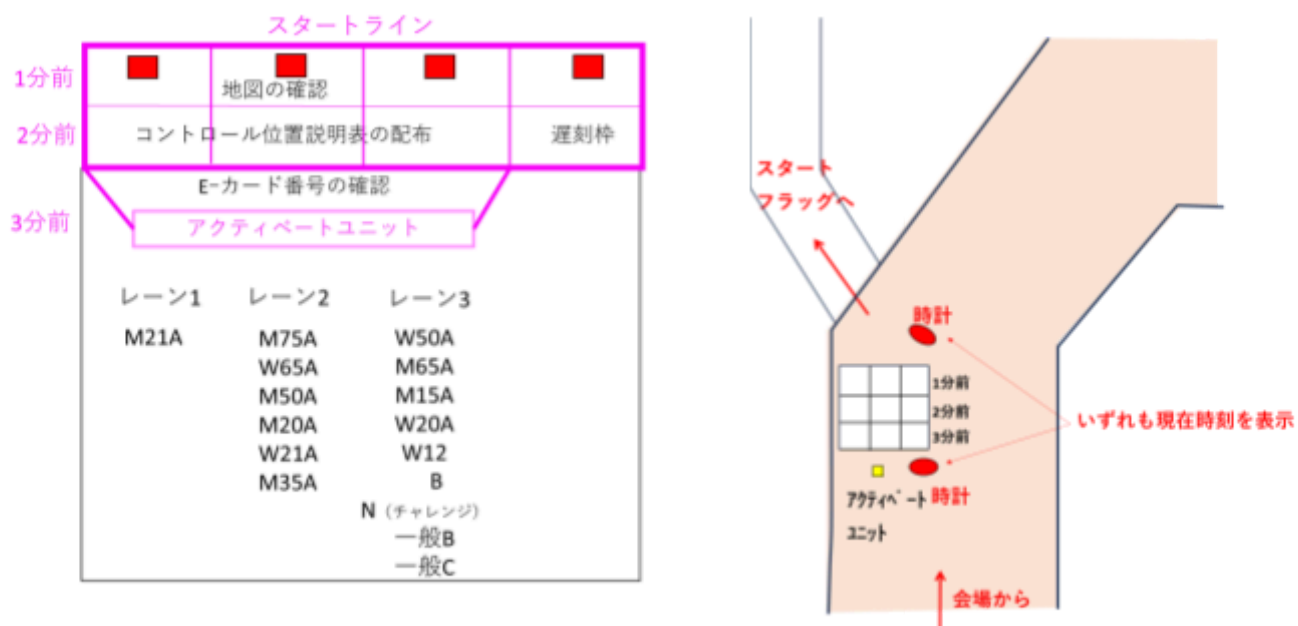 スタートライン
1分前
地図の確認
2分前
コントロール位置説明表の配布
遅刻枠
E-カード番号の確認
3分前
アクティベートユニット
レーン1
レーン2
レーン3
M21A
M75A
W50A
W65A
M65A
M50A
M15A
M20A
W20A
W21A
W12
M35A
B
N（チャレンジ）
一般B
一般C
スタート
フラッグへ
時計
1分前
2分前
3分前
いずれも現在時刻を表示
アクティベート
ユニット
時計
会場から